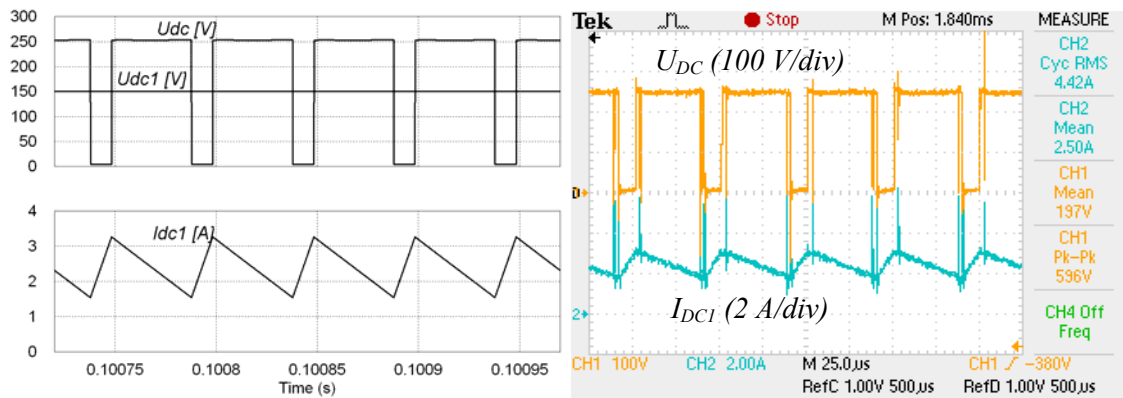 300
250
200
150
100
50
0
Udc [V]
Udc1 [V]
4
3
2
1
0
Idc1 [A]
0.10075 0.1008 0.10085 0.1009 0.10095
Time (s)
Tek Stop M Pos: 1.840ms MEASURE
U_DC (100 V/div)
I_DC1 (2 A/div)
1
2
CH2
Cyc RMS
4.42A
CH2
Mean
2.50A
CH1
Mean
197V
CH1
Pk-Pk
596V
CH4 Off
Freq
CH1 100V CH2 2.00A M 25.0µs CH1 -380V
RefC 1.00V 500µs RefD 1.00V 500µs